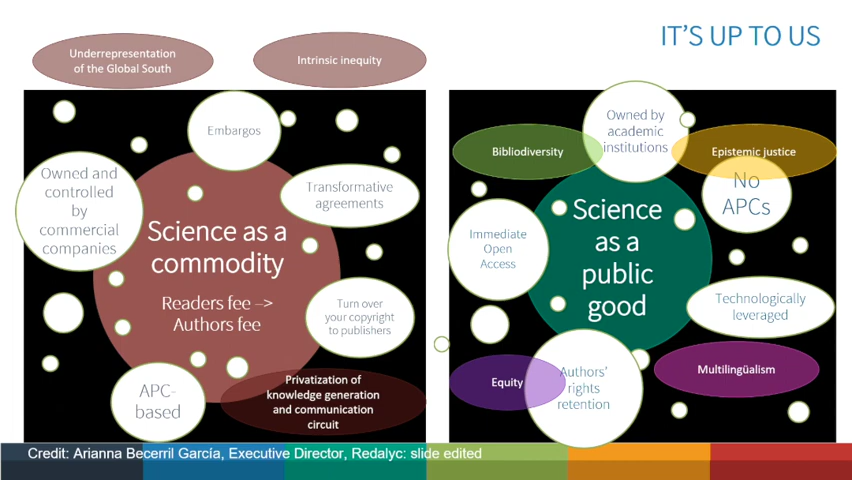 IT'S UP TO US
Underrepresentation
of the Global South
Intrinsic inequity
Embargos
Owned and
controlled
by
commercial
companies
Transformative
agreements
Science as a
commodity
Readers fee –>
Authors fee
Turn over
your copyright
to publishers
APC-
based
Privatization of
knowledge generation
and communication
circuit
Owned by
academic
institutions
Bibliodiversity
Epistemic justice
No
APCs
Science
as a
public
good
Immediate
Open
Access
Technologically
leveraged
Equity
Authors'
rights
retention
Multilingüalism
Credit: Arianna Becerril García, Executive Director, Redalyc: slide edited